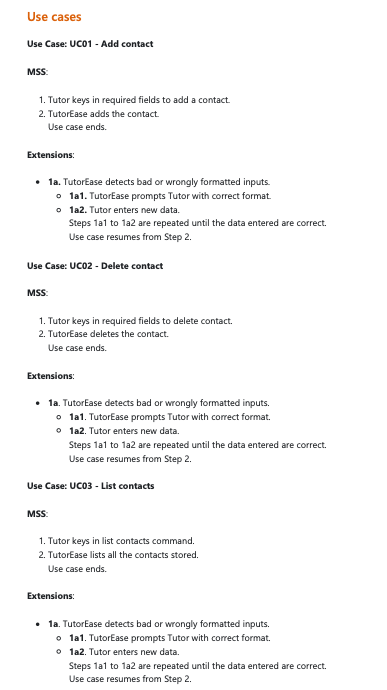 Use cases
Use Case: UC01 - Add contact
MSS:
1. Tutor keys in required fields to add a contact.
2. TutorEase adds the contact.
Use case ends.
Extensions:
• 1a. TutorEase detects bad or wrongly formatted inputs.
○ 1a1. TutorEase prompts Tutor with correct format.
○ 1a2. Tutor enters new data.
Steps 1a1 to 1a2 are repeated until the data entered are correct.
Use case resumes from Step 2.
Use Case: UC02 - Delete contact
MSS:
1. Tutor keys in required fields to delete contact.
2. TutorEase deletes the contact.
Use case ends.
Extensions:
• 1a. TutorEase detects bad or wrongly formatted inputs.
○ 1a1. TutorEase prompts Tutor with correct format.
○ 1a2. Tutor enters new data.
Steps 1a1 to 1a2 are repeated until the data entered are correct.
Use case resumes from Step 2.
Use Case: UC03 - List contacts
MSS:
1. Tutor keys in list contacts command.
2. TutorEase lists all the contacts stored.
Use case ends.
Extensions:
• 1a. TutorEase detects bad or wrongly formatted inputs.
○ 1a1. TutorEase prompts Tutor with correct format.
○ 1a2. Tutor enters new data.
Steps 1a1 to 1a2 are repeated until the data entered are correct.
Use case resumes from Step 2.